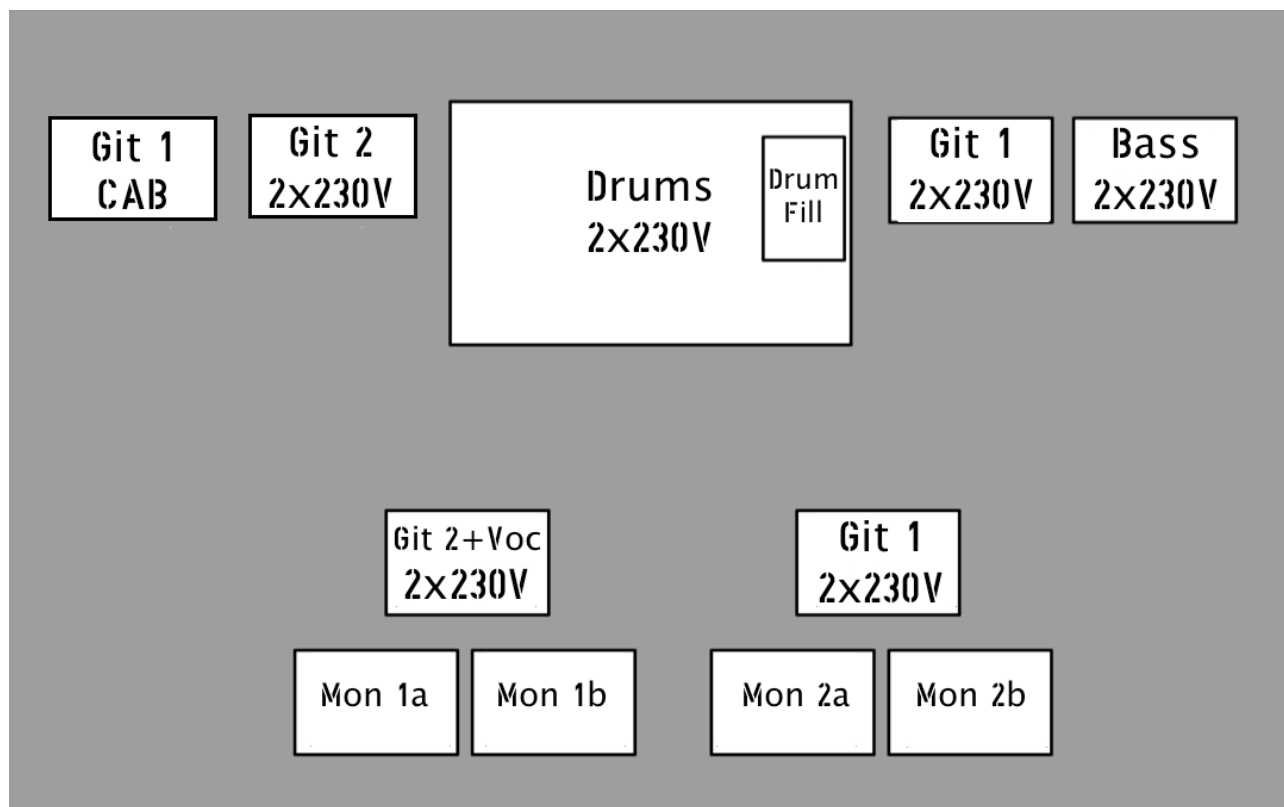 Git 1
CAB
Git 2
2x230V
Drums
2x230V
Drum
Fill
Git 1
2x230V
Bass
2x230V
Git 2+Voc
2x230V
Git 1
2x230V
Mon 1a
Mon 1b
Mon 2a
Mon 2b